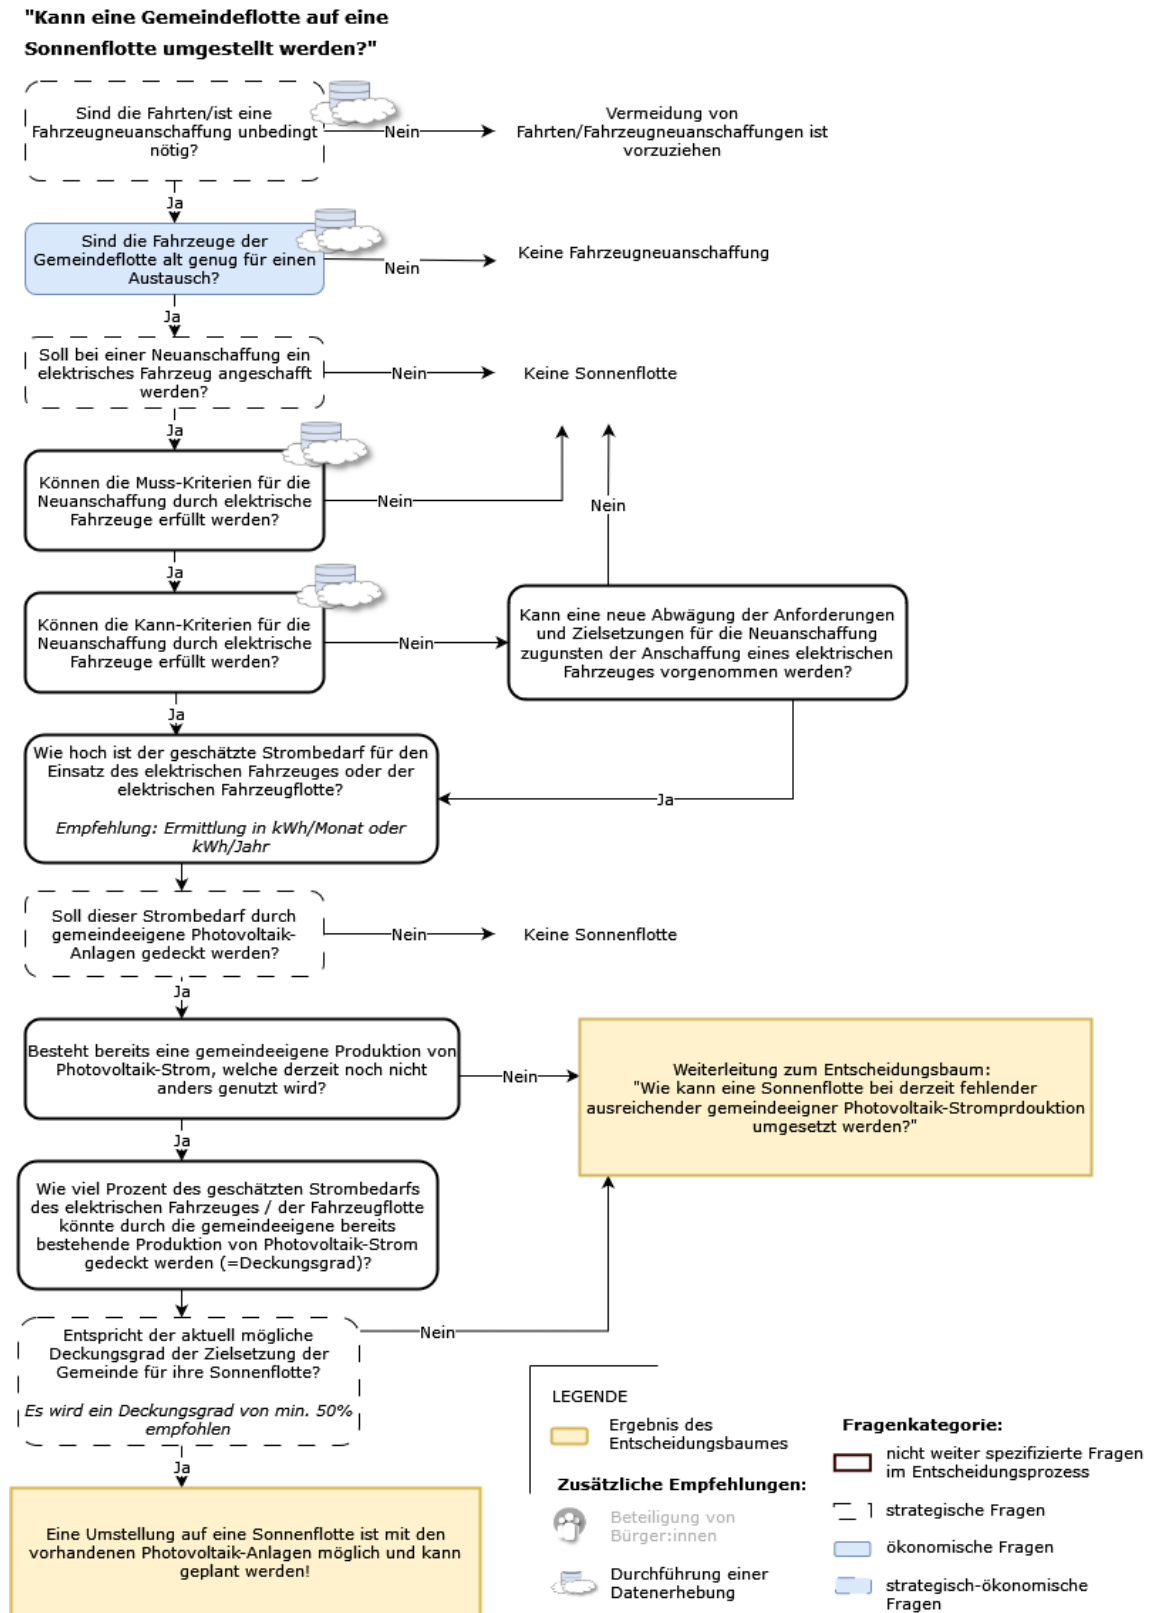 "Kann eine Gemeindeflotte auf eine
Sonnenflotte umgestellt werden?"
Sind die Fahrten/ist eine
Fahrzeugneuanschaffung unbedingt
nötig?
Nein
Vermeidung von
Fahrten/Fahrzeugneuanschaffungen ist
vorzuziehen
Ja
Sind die Fahrzeuge der
Gemeindeflotte alt genug für einen
Austausch?
Nein
Keine Fahrzeugneuanschaffung
Ja
Soll bei einer Neuanschaffung ein
elektrisches Fahrzeug angeschafft
werden?
Nein
Keine Sonnenflotte
Ja
Können die Muss-Kriterien für die
Neuanschaffung durch elektrische
Fahrzeuge erfüllt werden?
Nein
Nein
Ja
Können die Kann-Kriterien für die
Neuanschaffung durch elektrische
Fahrzeuge erfüllt werden?
Nein
Kann eine neue Abwägung der Anforderungen
und Zielsetzungen für die Neuanschaffung
zugunsten der Anschaffung eines elektrischen
Fahrzeuges vorgenommen werden?
Ja
Wie hoch ist der geschätzte Strombedarf für den
Einsatz des elektrischen Fahrzeuges oder der
elektrischen Fahrzeugflotte?
Empfehlung: Ermittlung in kWh/Monat oder
kWh/Jahr
Ja
Soll dieser Strombedarf durch
gemeindeeigene Photovoltaik-
Anlagen gedeckt werden?
Nein
Keine Sonnenflotte
Ja
Besteht bereits eine gemeindeeigene Produktion von
Photovoltaik-Strom, welche derzeit noch nicht
anders genutzt wird?
Nein
Weiterleitung zum Entscheidungsbaum:
"Wie kann eine Sonnenflotte bei derzeit fehlender
ausreichender gemeindeeigner Photovoltaik-Stromprdouktion
umgesetzt werden?"
Ja
Wie viel Prozent des geschätzten Strombedarfs
des elektrischen Fahrzeuges / der Fahrzeugflotte
könnte durch die gemeindeeigene bereits
bestehende Produktion von Photovoltaik-Strom
gedeckt werden (=Deckungsgrad)?
Entspricht der aktuell mögliche
Deckungsgrad der Zielsetzung der
Gemeinde für ihre Sonnenflotte?
Es wird ein Deckungsgrad von min. 50%
empfohlen
Nein
Ja
Eine Umstellung auf eine Sonnenflotte ist mit den
vorhandenen Photovoltaik-Anlagen möglich und kann
geplant werden!
LEGENDE
Ergebnis des
Entscheidungsbaumes
Zusätzliche Empfehlungen:
Beteiligung von
Bürger:innen
Durchführung einer
Datenerhebung
Fragenkategorie:
nicht weiter spezifizierte Fragen
im Entscheidungsprozess
strategische Fragen
ökonomische Fragen
strategisch-ökonomische
Fragen